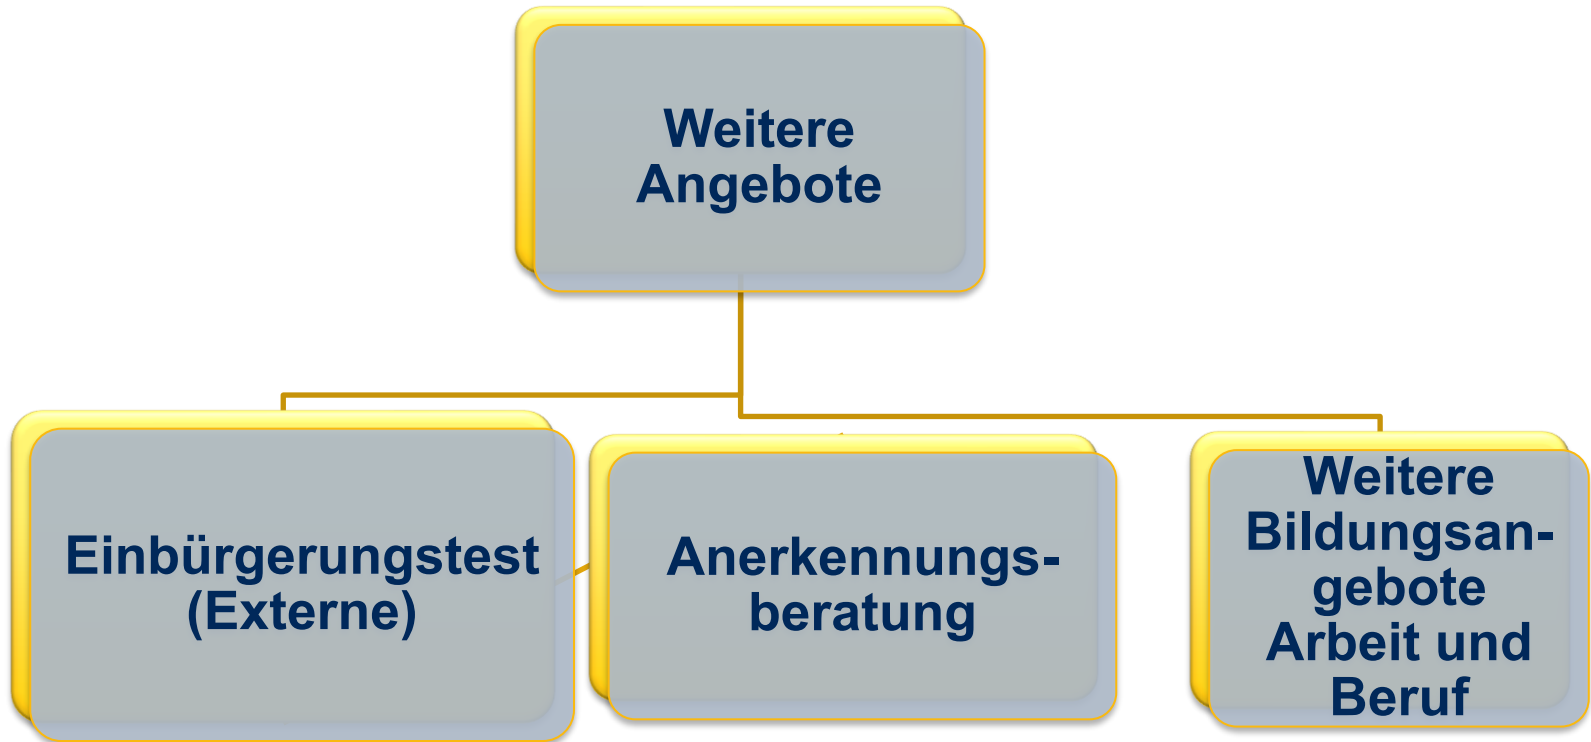 Weitere
Angebote
Einbürgerungstest
(Externe)
Anerkennungs-
beratung
Weitere
Bildungsan-
gebote
Arbeit und
Beruf